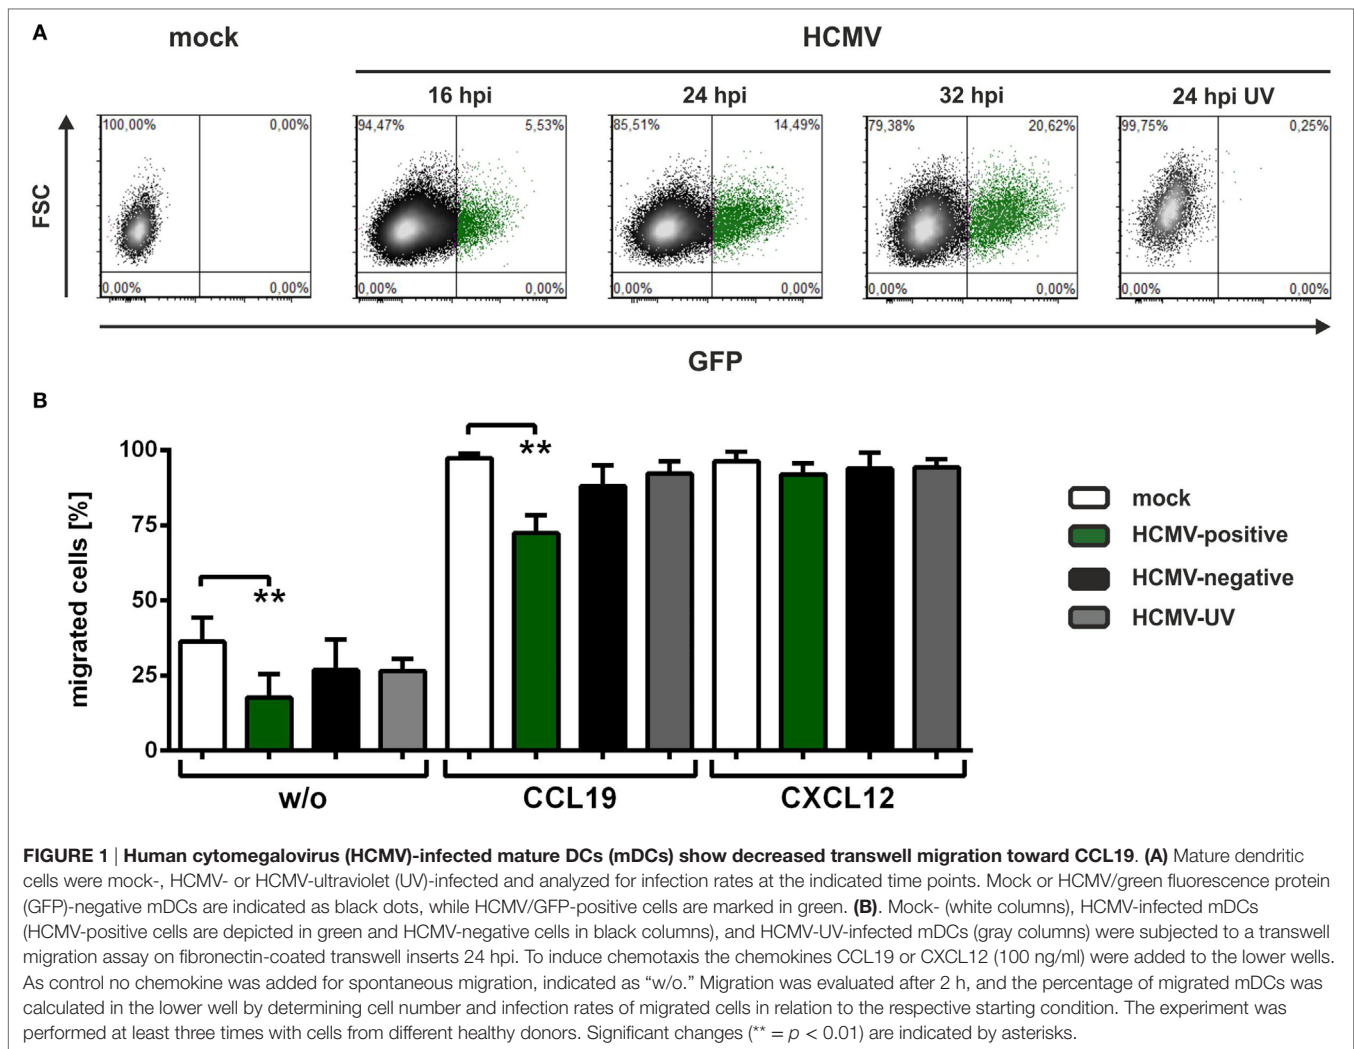 A
mock
HCMV
16 hpi
24 hpi
32 hpi
24 hpi UV
FSC
100,00%
0,00%
0,00%
0,00%
94,47%
5,53%
0,00%
0,00%
85,51%
14,49%
0,00%
0,00%
79,38%
20,62%
0,00%
0,00%
99,75%
0,25%
0,00%
0,00%
GFP
B
migrated cells [%]
100
75
50
25
0
**
**
w/o
CCL19
CXCL12
mock
HCMV-positive
HCMV-negative
HCMV-UV
FIGURE 1 | Human cytomegalovirus (HCMV)-infected mature DCs (mDCs) show decreased transwell migration toward CCL19. (A) Mature dendritic
cells were mock-, HCMV- or HCMV-ultraviolet (UV)-infected and analyzed for infection rates at the indicated time points. Mock or HCMV/green fluorescence protein
(GFP)-negative mDCs are indicated as black dots, while HCMV/GFP-positive cells are marked in green. (B). Mock- (white columns), HCMV-infected mDCs
(HCMV-positive cells are depicted in green and HCMV-negative cells in black columns), and HCMV-UV-infected mDCs (gray columns) were subjected to a transwell
migration assay on fibronectin-coated transwell inserts 24 hpi. To induce chemotaxis the chemokines CCL19 or CXCL12 (100 ng/ml) were added to the lower wells.
As control no chemokine was added for spontaneous migration, indicated as “w/o.” Migration was evaluated after 2 h, and the percentage of migrated mDCs was
calculated in the lower well by determining cell number and infection rates of migrated cells in relation to the respective starting condition. The experiment was
performed at least three times with cells from different healthy donors. Significant changes (** = p < 0.01) are indicated by asterisks.